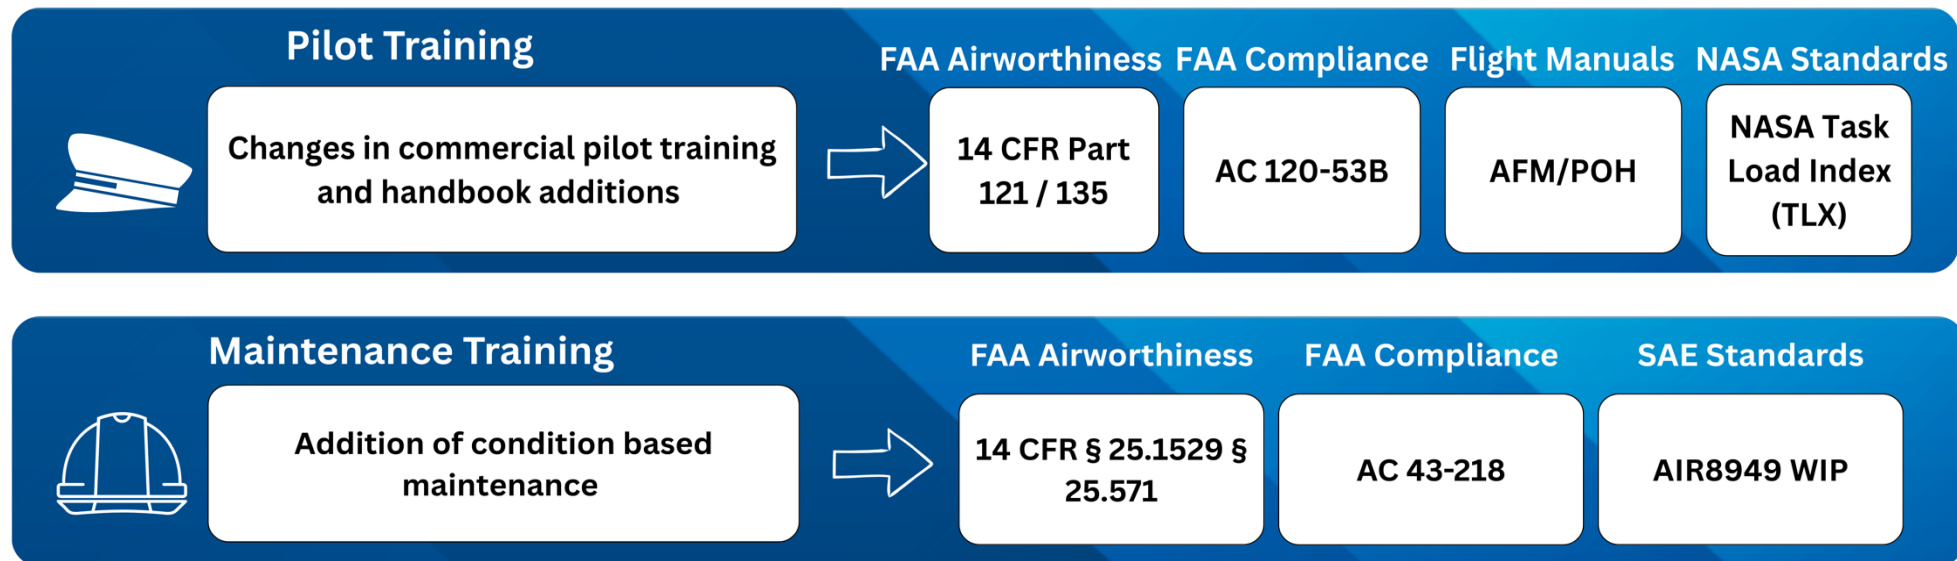 Pilot Training
FAA Airworthiness
FAA Compliance
Flight Manuals
NASA Standards
Changes in commercial pilot training
and handbook additions
14 CFR Part
121 / 135
AC 120-53B
AFM/POH
NASA Task
Load Index
(TLX)
Maintenance Training
FAA Airworthiness
FAA Compliance
SAE Standards
Addition of condition based
maintenance
14 CFR § 25.1529 §
25.571
AC 43-218
AIR8949 WIP